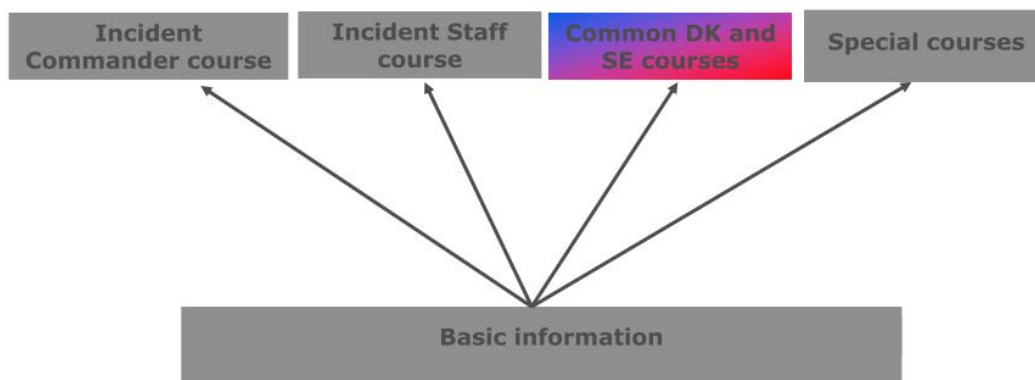 Incident
Commander course
Incident Staff
course
Common DK and
SE courses
Special courses
Basic information